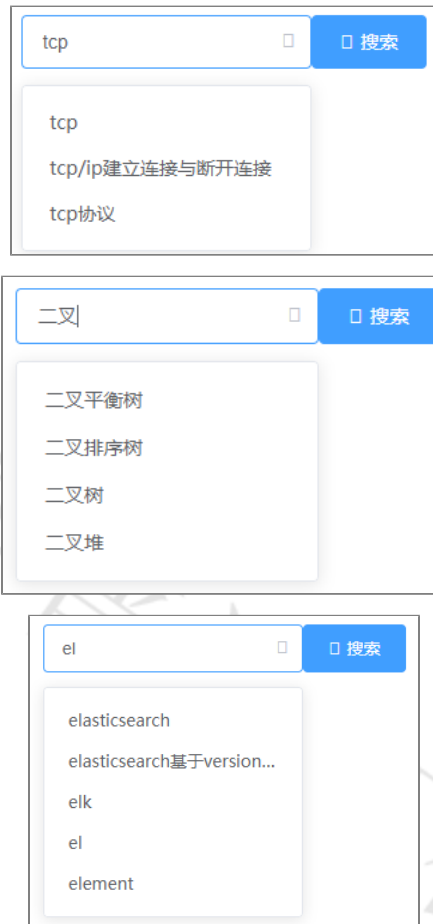 tcp
搜索
tcp
tcp/ip建立连接与断开连接
tcp协议
二叉
搜索
二叉平衡树
二叉排序树
二叉树
二叉堆
el
搜索
elasticsearch
elasticsearch基于version...
elk
el
element